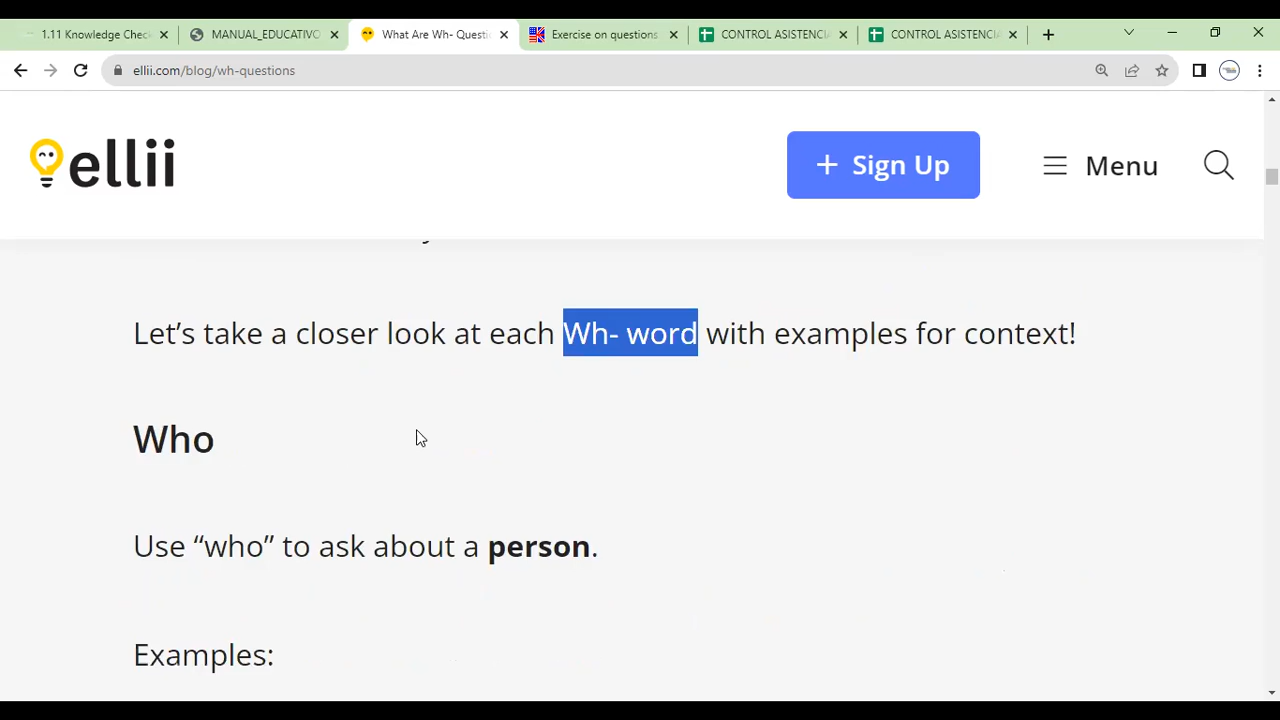 1.11 Knowledge Chec
MANUAL_EDUCATIVO
What Are Wh- Questi
Exercise on questions
CONTROL ASISTENCIA
CONTROL ASISTENCIA
ellii.com/blog/wh-questions
ellii
+ Sign Up
Menu
Let’s take a closer look at each Wh- word with examples for context!
Who
Use “who” to ask about a person.
Examples: